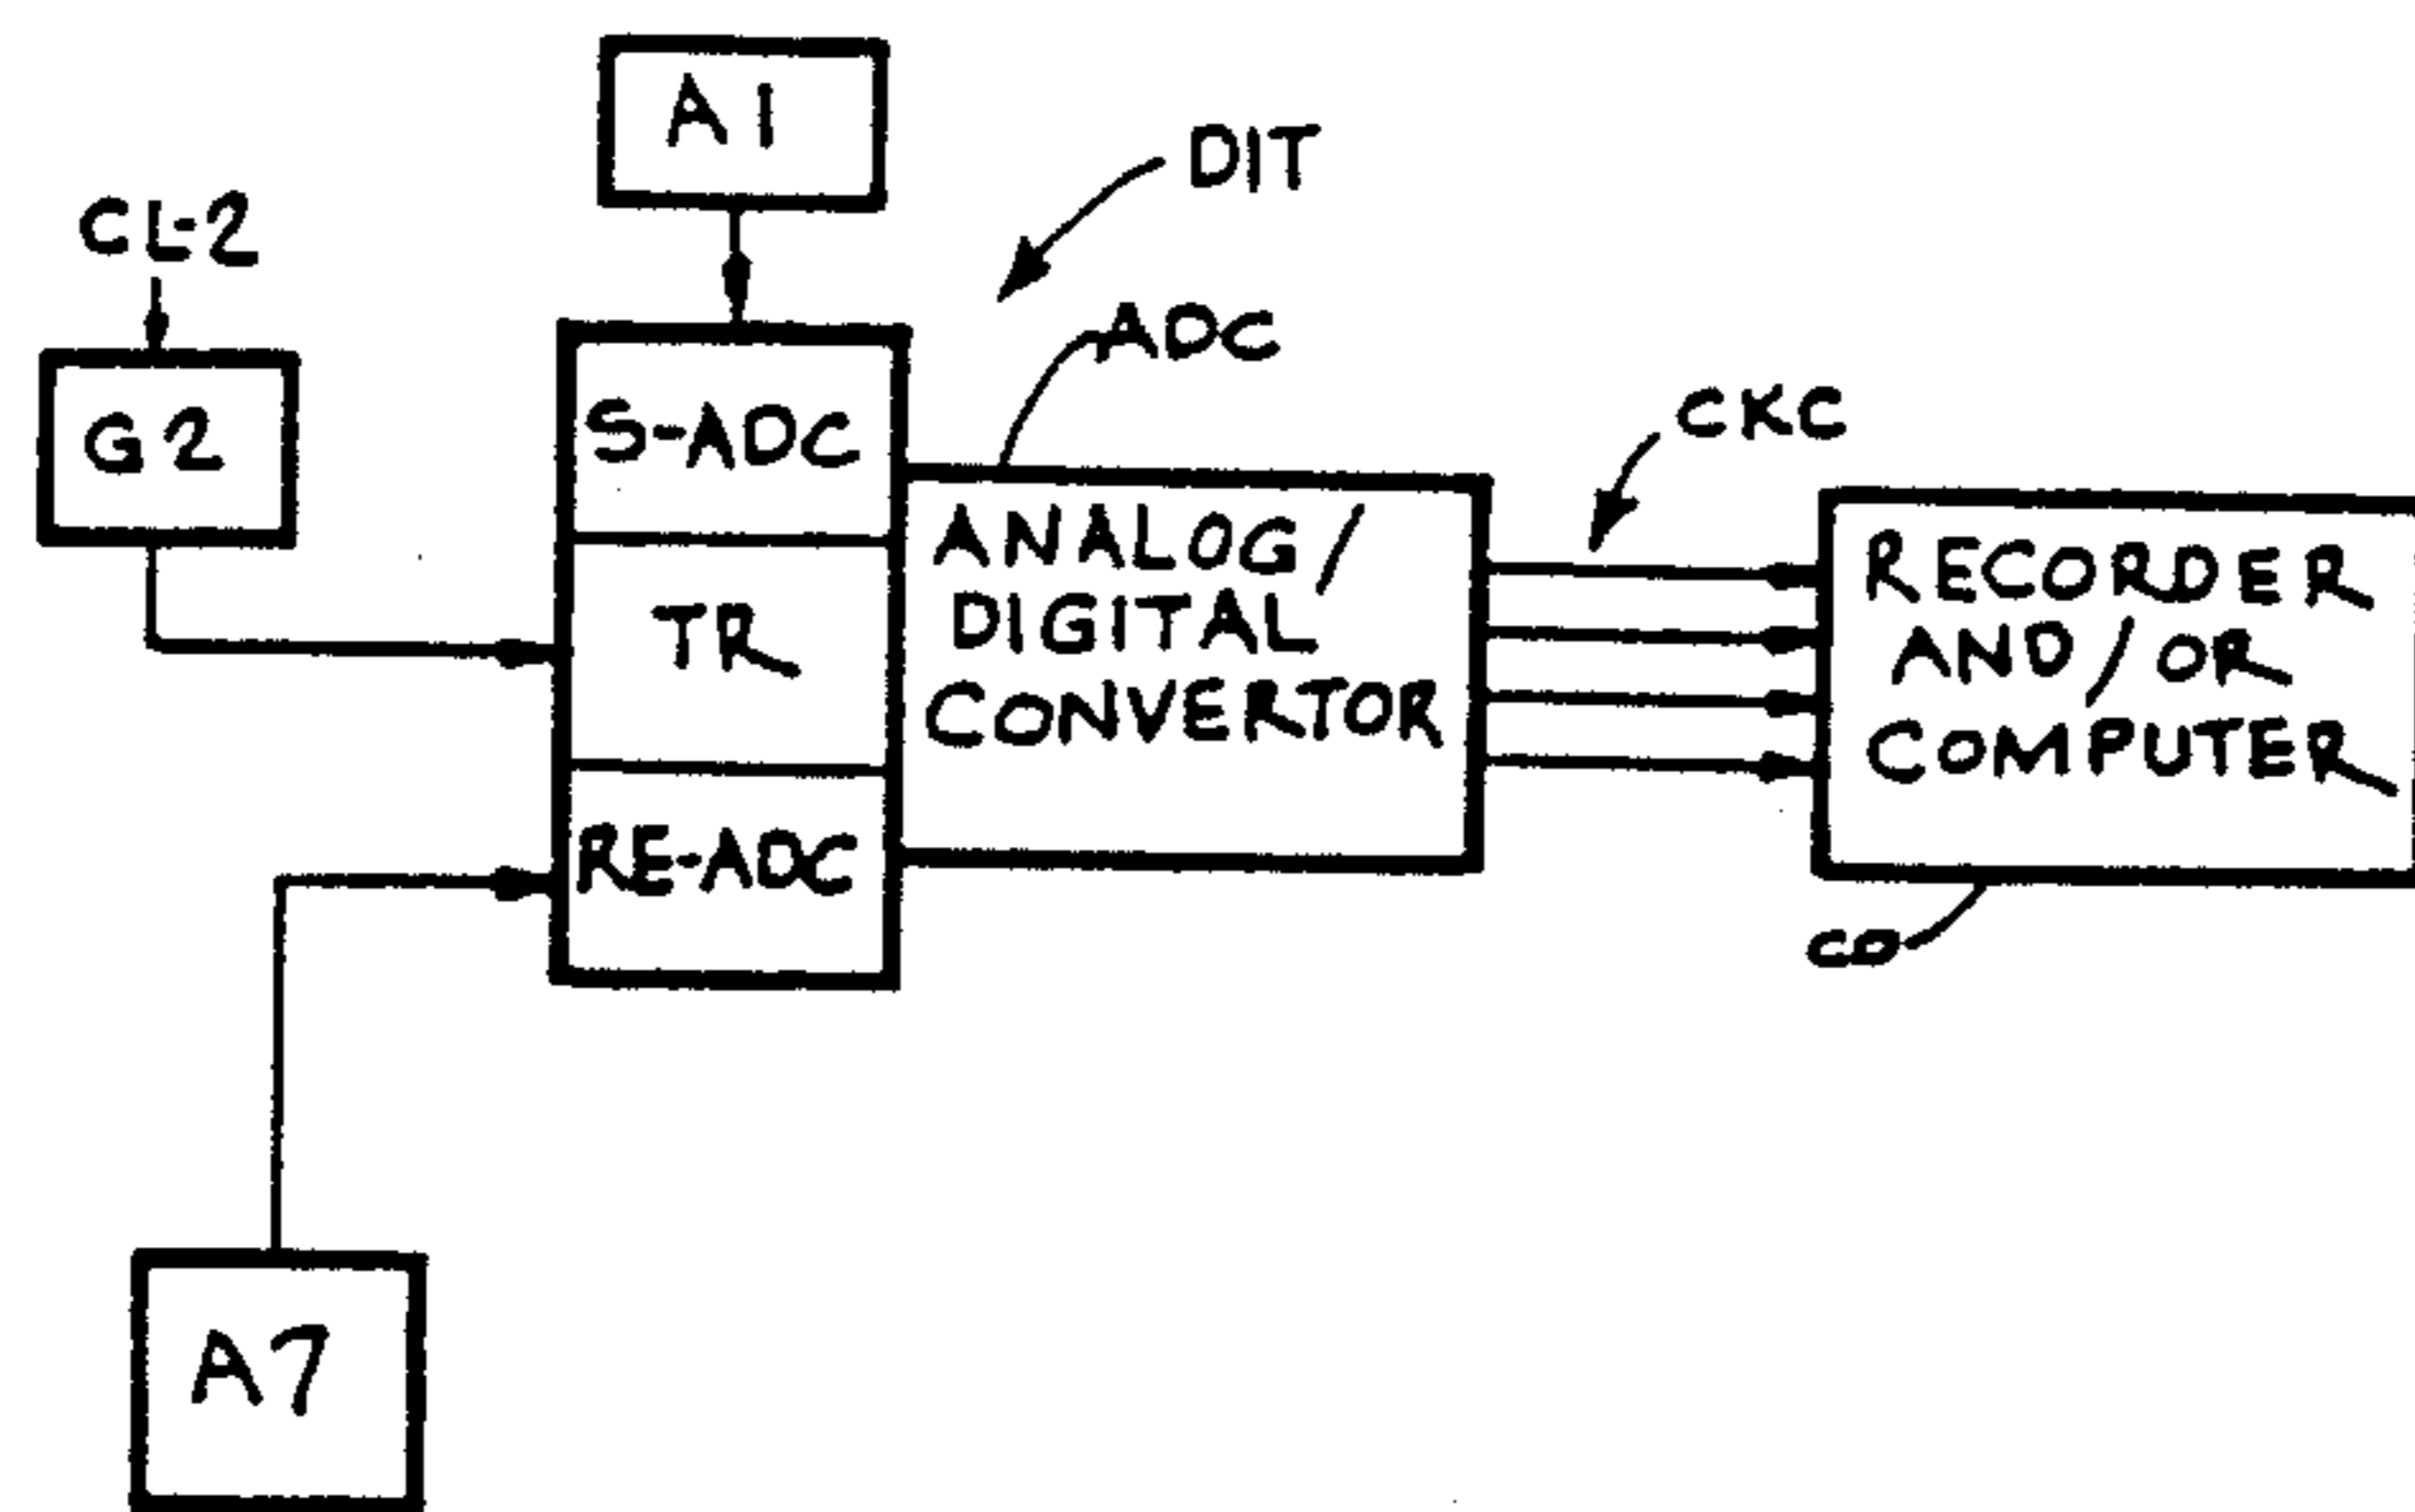 A1
DIT
CL-2
ADC
CKC
G2
S-ADC
ANALOG/
DIGITAL
CONVERTOR
RECORDER
AND/OR
COMPUTER
TR
RE-ADC
CO
A7